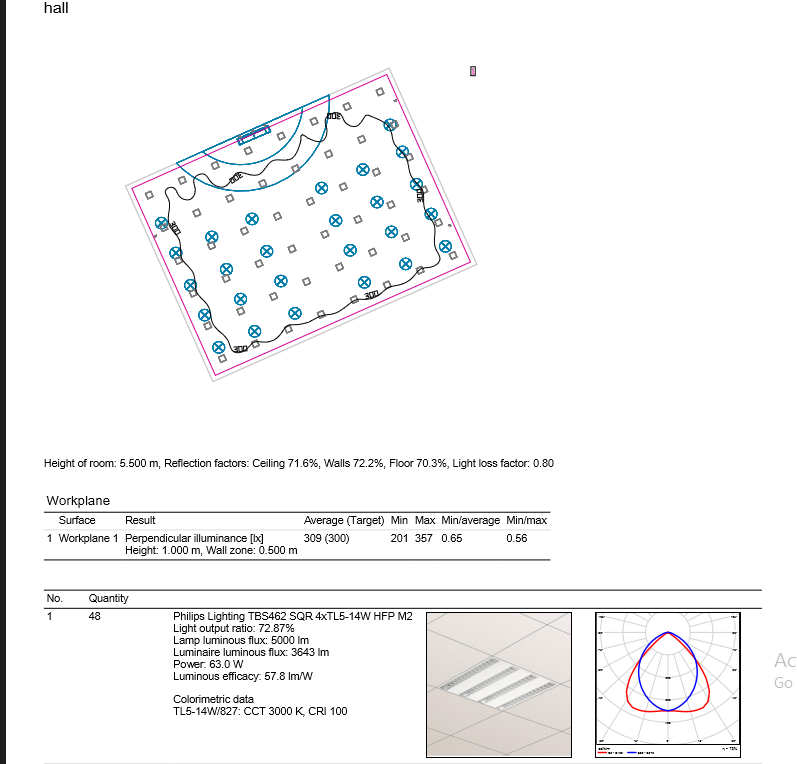 hall
300
300
300
300
300
300
Height of room: 5.500 m, Reflection factors: Ceiling 71.6%, Walls 72.2%, Floor 70.3%, Light loss factor: 0.80
Workplane
Surface Result Average (Target) Min Max Min/average Min/max
1 Workplane 1 Perpendicular illuminance [lx] 309 (300) 201 357 0.65 0.56
Height: 1.000 m, Wall zone: 0.500 m
No. Quantity
1 48 Philips Lighting TBS462 SQR 4xTL5-14W HFP M2
Light output ratio: 72.87%
Lamp luminous flux: 5000 lm
Luminaire luminous flux: 3643 lm
Power: 63.0 W
Luminous efficacy: 57.8 lm/W
Colorimetric data
TL5-14W/827: CCT 3000 K, CRI 100
Ac
Go